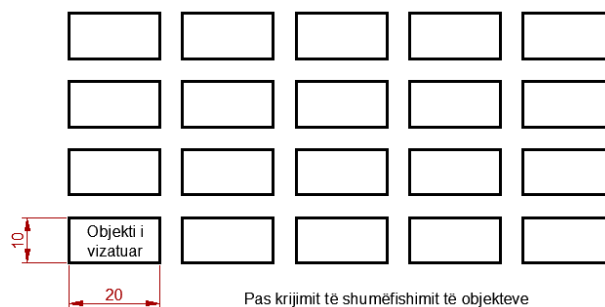 Objekti i
vizatuar
10
20
Pas krijimit të shumëfishimit të objekteve